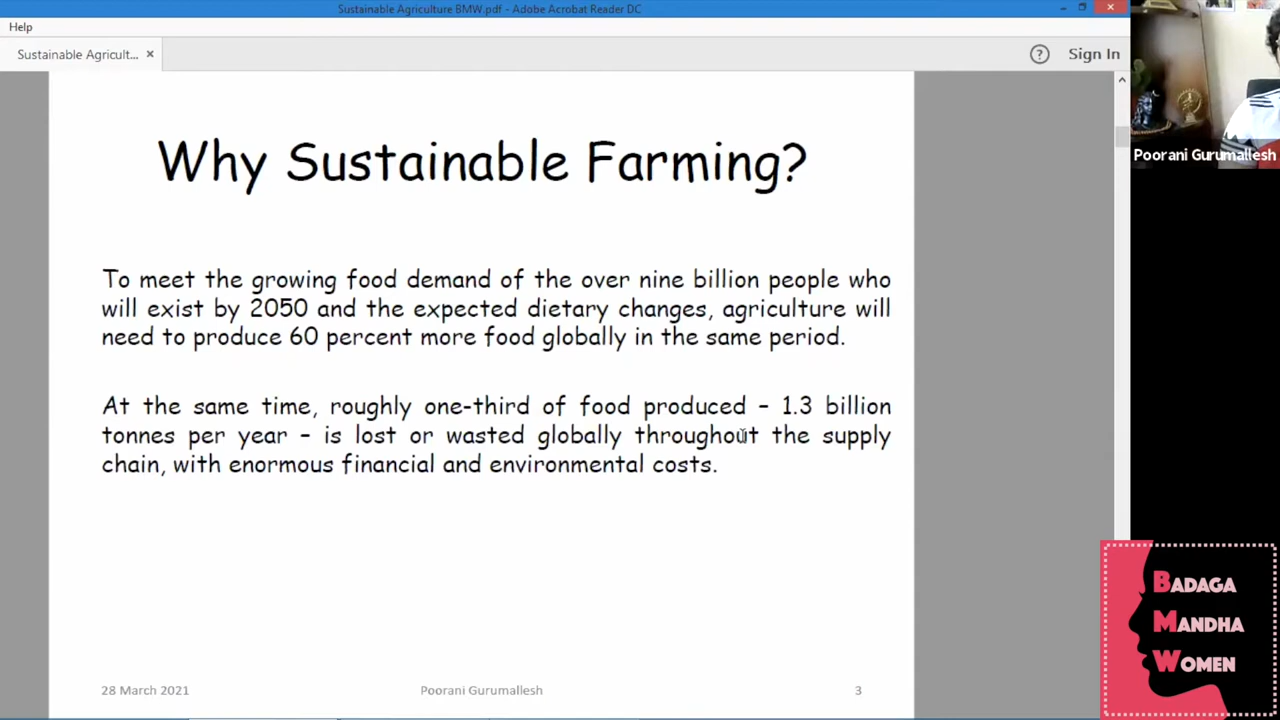 Sustainable Agriculture BMW.pdf - Adobe Acrobat Reader DC
Help
Sustainable Agricult... ×
? Sign In
Poorani Gurumallesh
Why Sustainable Farming?
To meet the growing food demand of the over nine billion people who
will exist by 2050 and the expected dietary changes, agriculture will
need to produce 60 percent more food globally in the same period.
At the same time, roughly one-third of food produced – 1.3 billion
tonnes per year – is lost or wasted globally throughout the supply
chain, with enormous financial and environmental costs.
28 March 2021 Poorani Gurumallesh 3
BADAGA
MANDHA
WOMEN